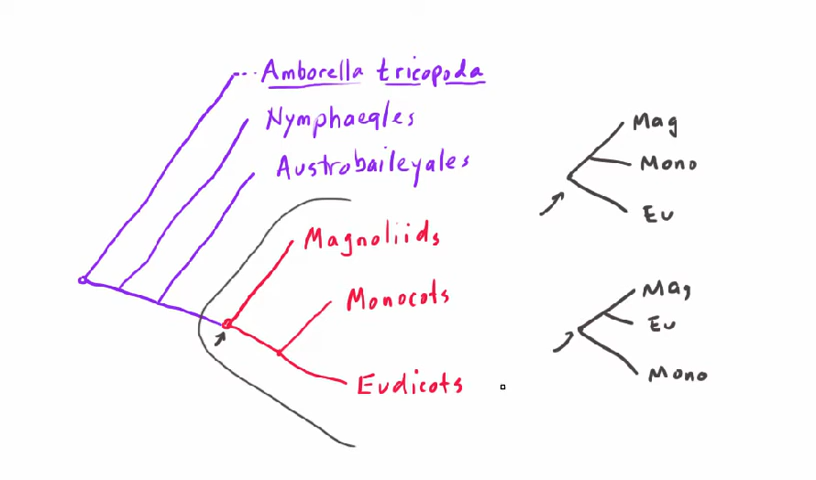 Amborella tricopoda
Nymphaeales
Austrobaileyales
Magnoliids
Monocots
Eudicots
Mag
Mono
Eu
Mag
Eu
Mono